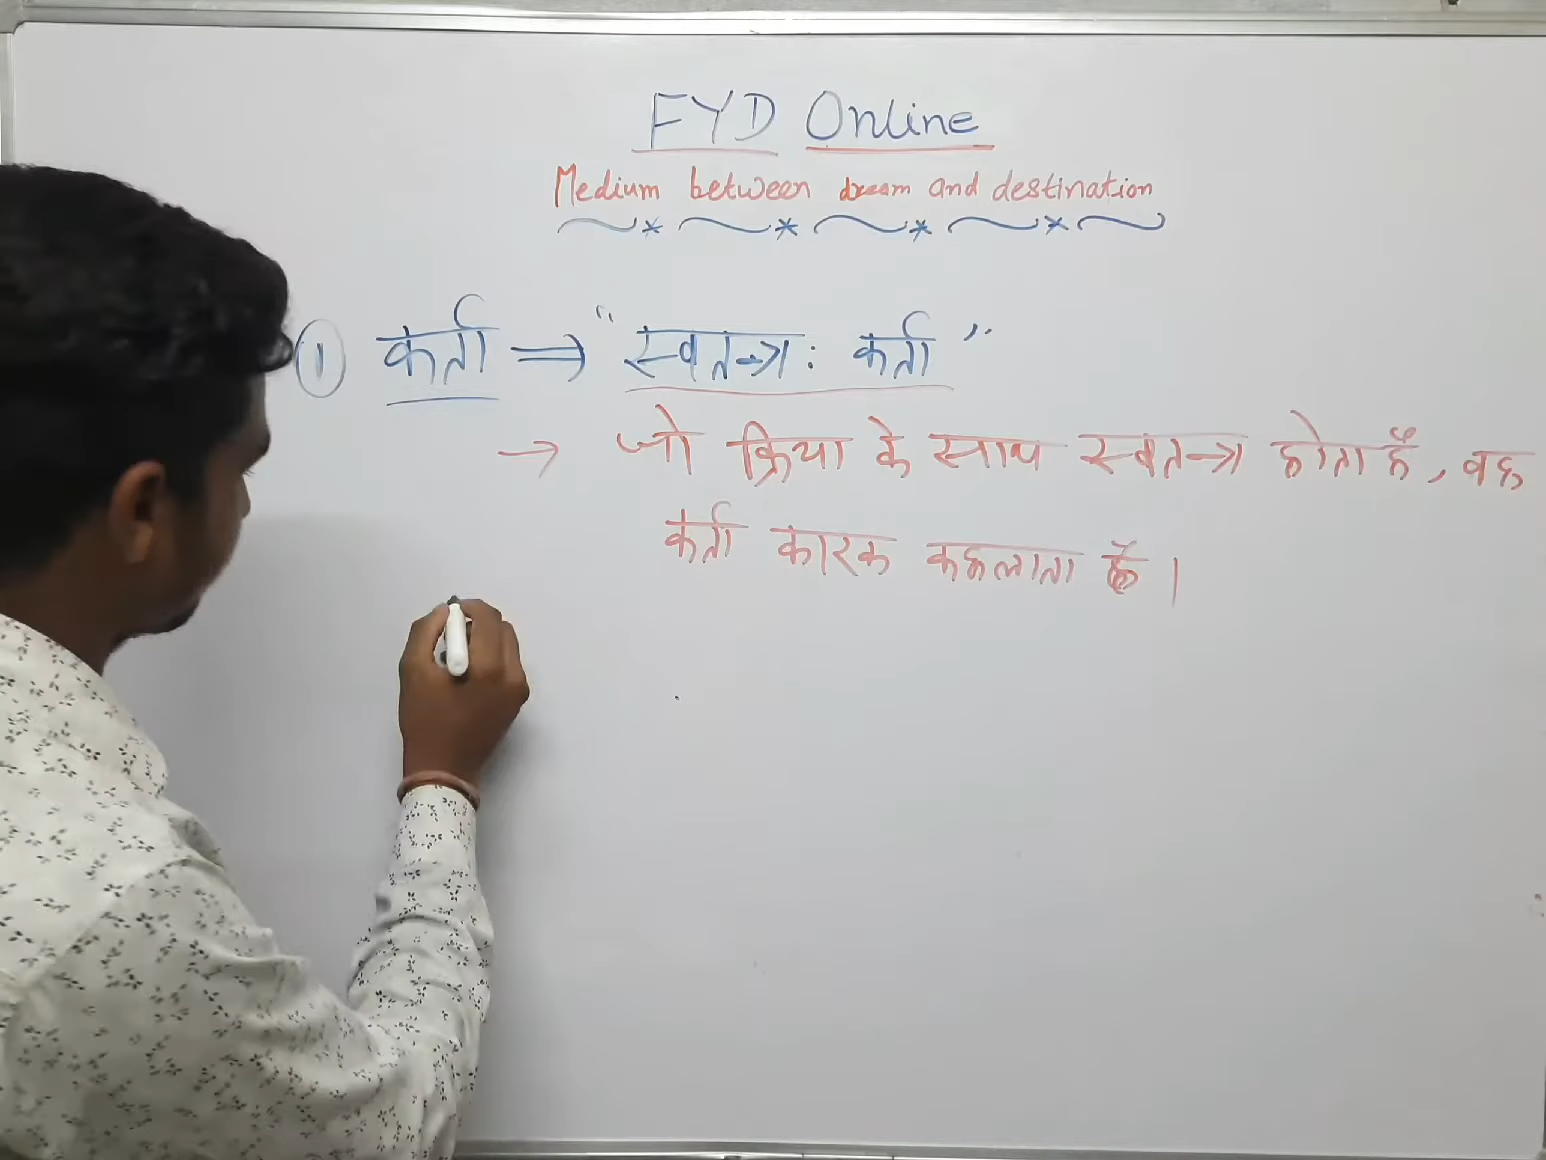 FYD Online
Medium between dream and destination
① कर्ता ⇒ "स्वतन्त्र: कर्ता"
→ जो क्रिया के साथ स्वतन्त्र होता है, वह
कर्ता कारक कहलाता है।